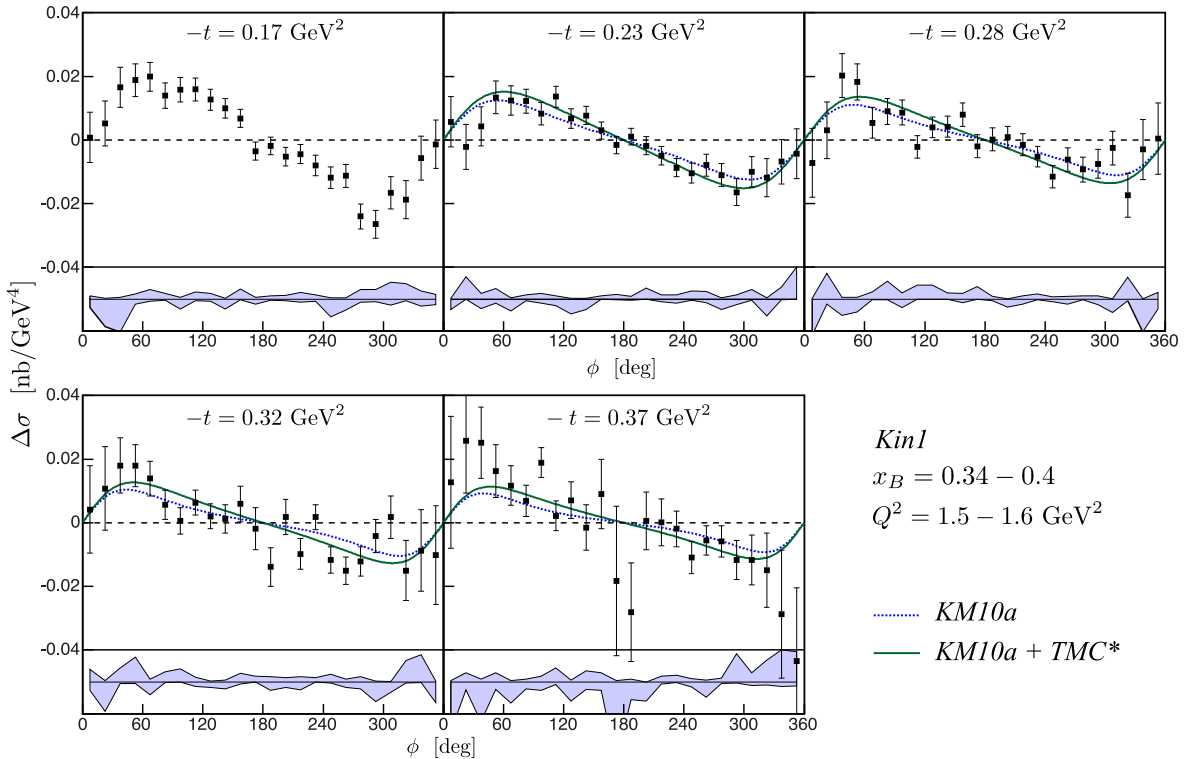 −t = 0.17 GeV²
−t = 0.23 GeV²
−t = 0.28 GeV²
0.04
0.02
0
-0.02
-0.04
0 60 120 180 240 300
0 60 120 180 240 300
0 60 120 180 240 300 360
ϕ [deg]
Δσ [nb/GeV⁴]
−t = 0.32 GeV²
− t = 0.37 GeV²
0.04
0.02
0
-0.02
-0.04
0 60 120 180 240 300
0 60 120 180 240 300 360
ϕ [deg]
Kin1
x_B = 0.34 − 0.4
Q² = 1.5 − 1.6 GeV²
KM10a
KM10a + TMC*